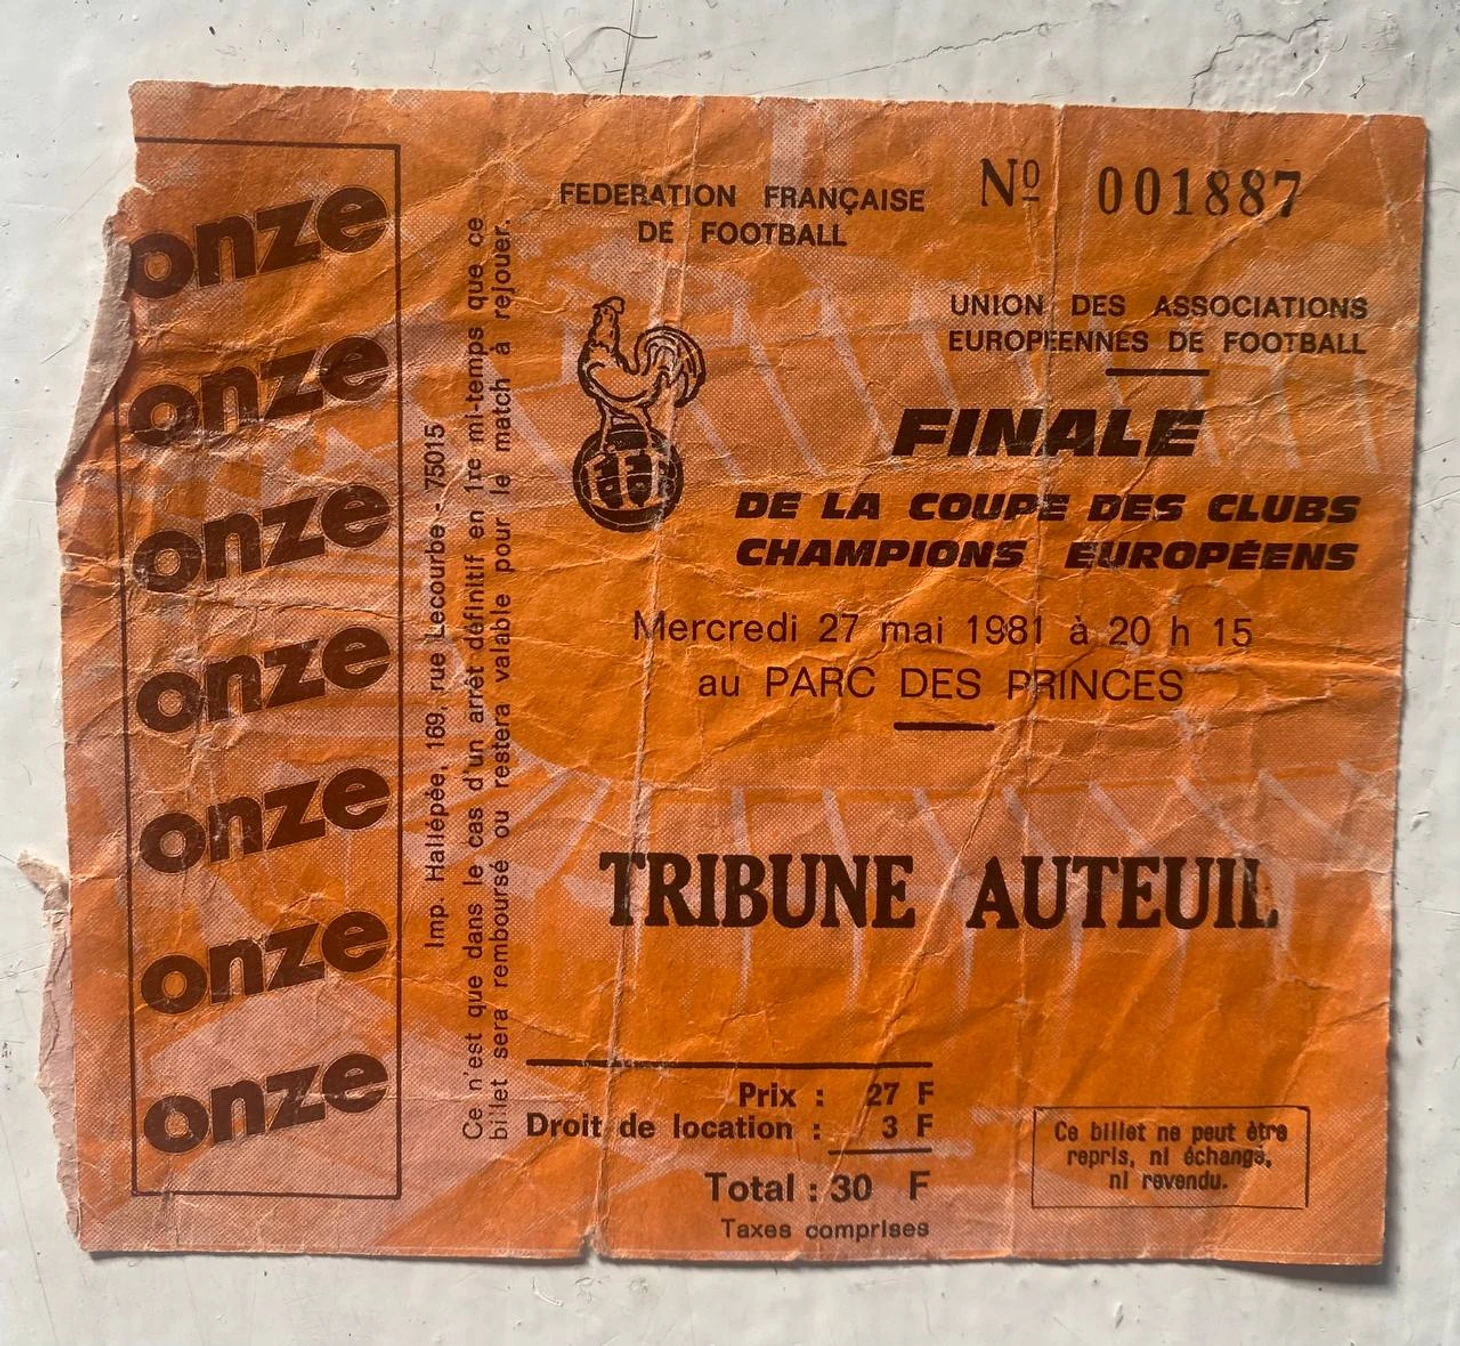 onze
onze
onze
onze
onze
onze
onze
Imp. Hallépée, 169, rue Lecourbe - 75015
Ce n'est que dans le cas d'un arrêt définitif en 1re mi-temps que ce
billet sera remboursé ou restera valable pour le match à rejouer.
FEDERATION FRANÇAISE
DE FOOTBALL
Nº 001887
UNION DES ASSOCIATIONS
EUROPEENNES DE FOOTBALL
FFF
FINALE
DE LA COUPE DES CLUBS
CHAMPIONS EUROPÉENS
Mercredi 27 mai 1981 à 20 h 15
au PARC DES PRINCES
TRIBUNE AUTEUIL
Prix : 27 F
Droit de location : 3 F
Total : 30 F
Taxes comprises
Ce billet ne peut être
repris, ni échangé,
ni revendu.